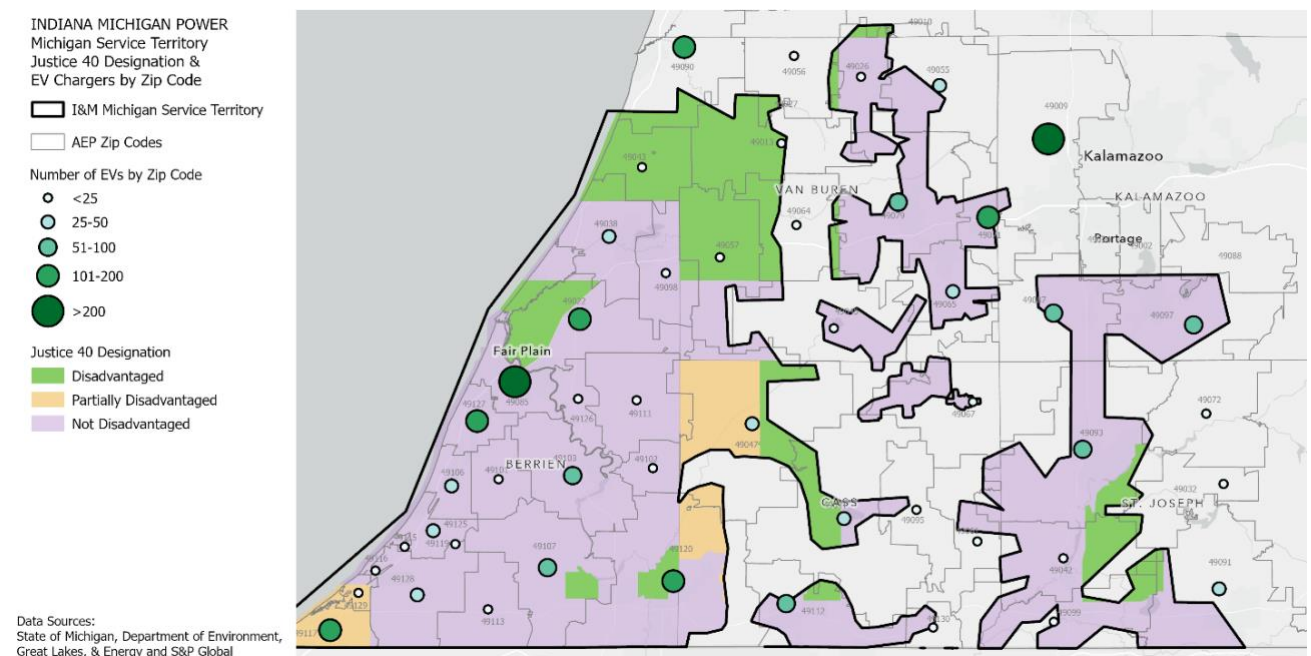 INDIANA MICHIGAN POWER
Michigan Service Territory
Justice 40 Designation &
EV Chargers by Zip Code
I&M Michigan Service Territory
AEP Zip Codes
Number of EVs by Zip Code
<25
25-50
51-100
101-200
>200
Justice 40 Designation
Disadvantaged
Partially Disadvantaged
Not Disadvantaged
Data Sources:
State of Michigan, Department of Environment,
Great Lakes, & Energy and S&P Global
49010
49090
49056
49026
49055
49009
49013
Kalamazoo
49043
VAN BUREN
KALAMAZOO
49079
49064
49038
Portage
49002
49088
49057
49098
49065
49022
49097
Fair Plain
49085
49126
49111
49127
49067
49072
49047
49093
BERRIEN
49103
49102
49106
49101
49032
CASS
ST. JOSEPH
49095
49125
49119
49107
49120
49042
49091
49116
49128
49129
49113
49112
49099
49130
49117